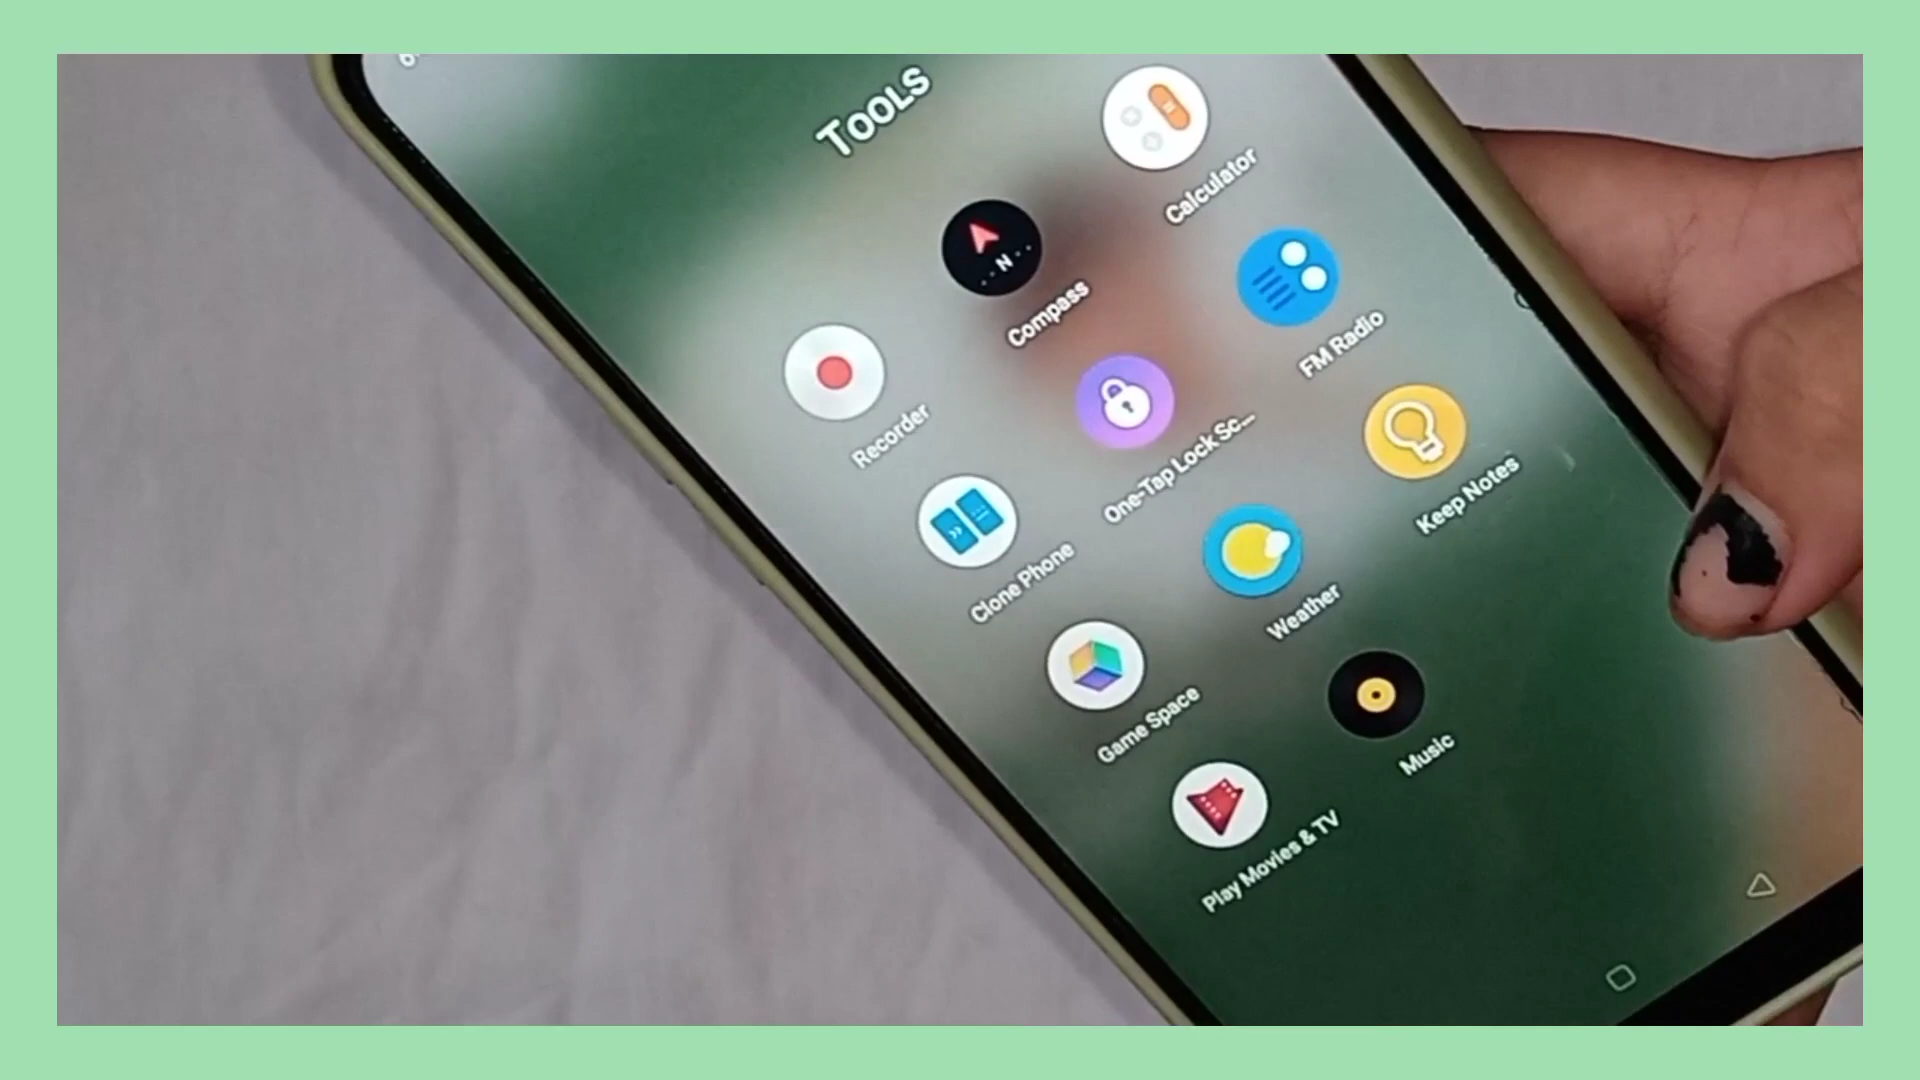 TOOLS
Recorder
Compass
Calculator
Clone Phone
One-Tap Lock Sc...
FM Radio
Game Space
Weather
Keep Notes
Play Movies & TV
Music
N